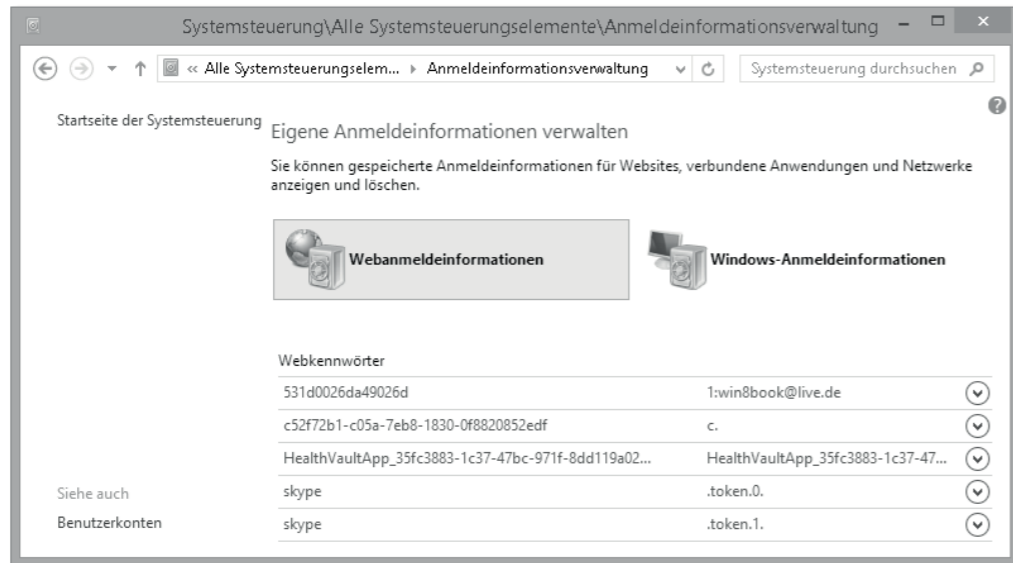 Systemsteuerung\Alle Systemsteuerungselemente\Anmeldeinformationsverwaltung
« Alle Systemsteuerungselem... ▸ Anmeldeinformationsverwaltung
Systemsteuerung durchsuchen
Startseite der Systemsteuerung
Eigene Anmeldeinformationen verwalten
Sie können gespeicherte Anmeldeinformationen für Websites, verbundene Anwendungen und Netzwerke
anzeigen und löschen.
Webanmeldeinformationen
Windows-Anmeldeinformationen
Webkennwörter
531d0026da49026d 1:win8book@live.de
c52f72b1-c05a-7eb8-1830-0f8820852edf c.
HealthVaultApp_35fc3883-1c37-47bc-971f-8dd119a02... HealthVaultApp_35fc3883-1c37-47...
skype .token.0.
skype .token.1.
Siehe auch
Benutzerkonten